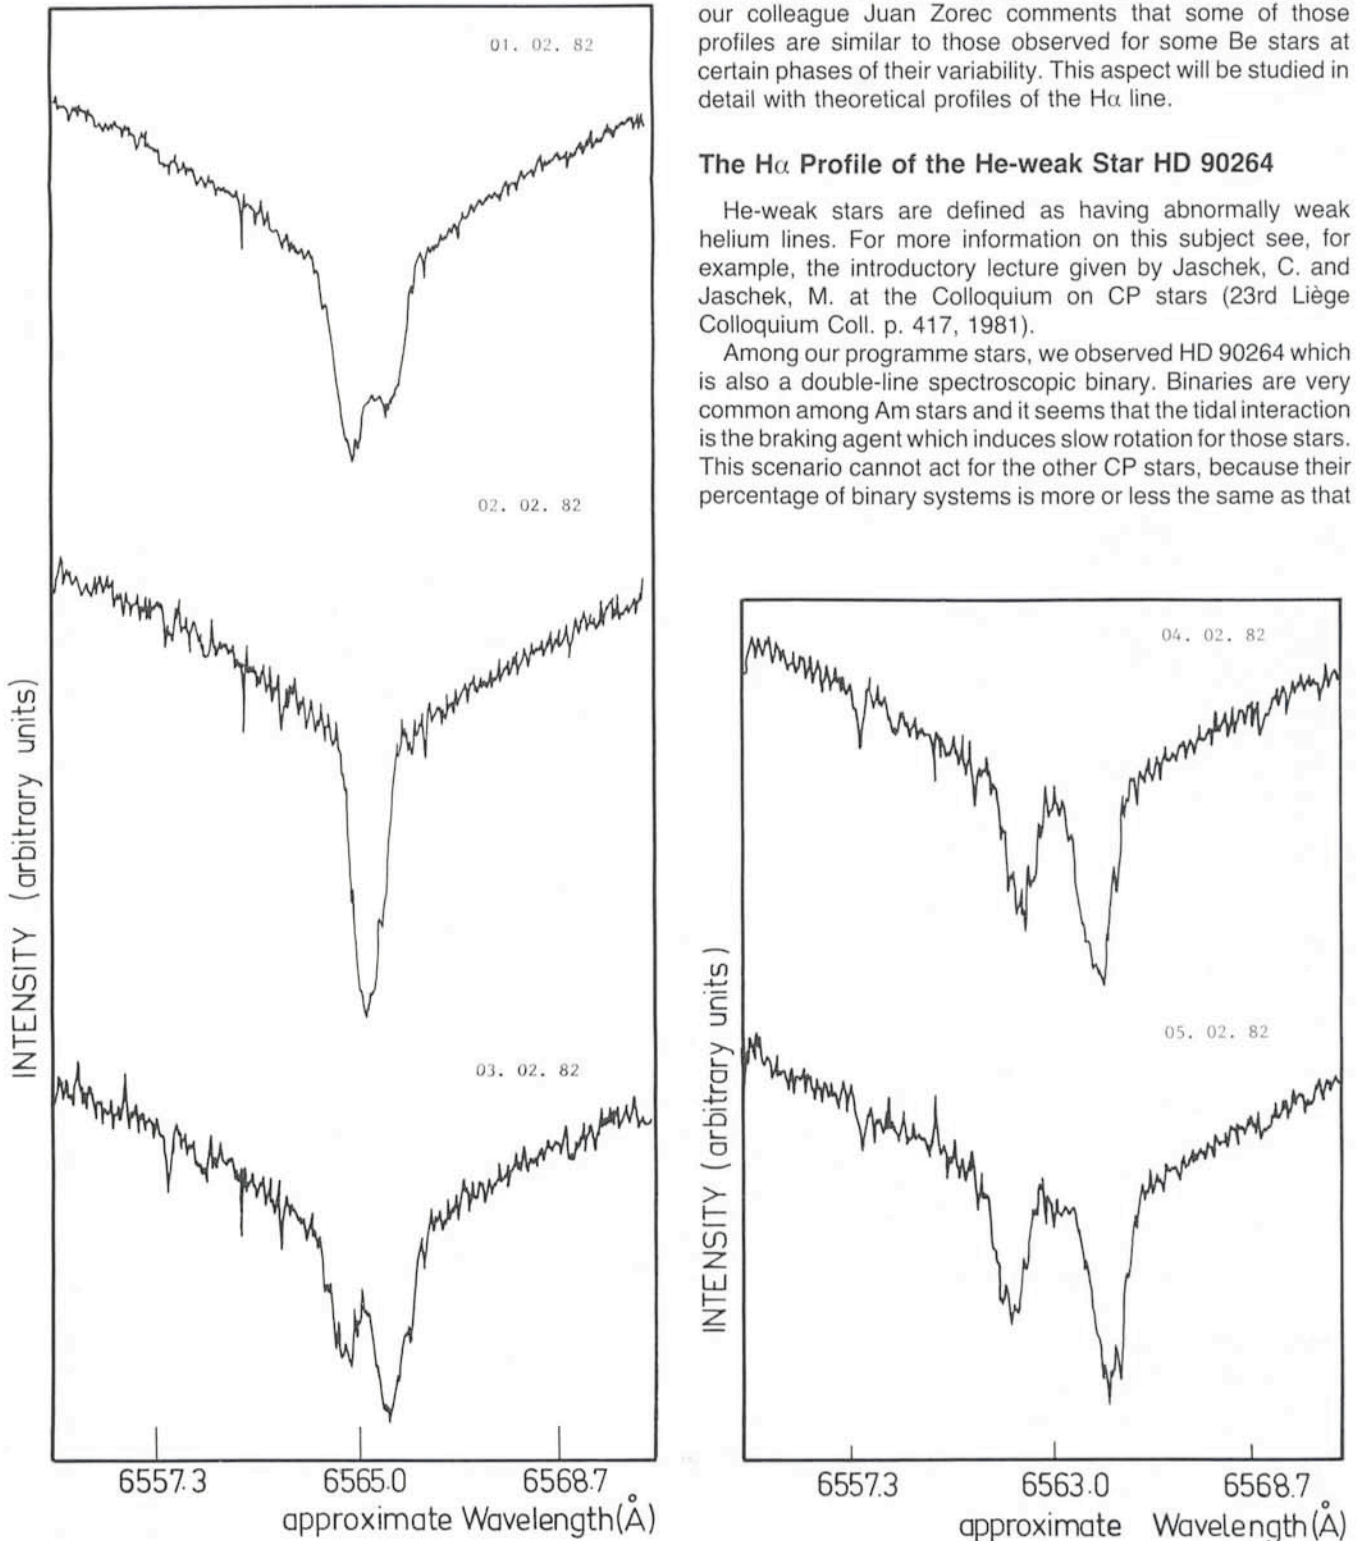 our colleague Juan Zorec comments that some of those
profiles are similar to those observed for some Be stars at
certain phases of their variability. This aspect will be studied in
detail with theoretical profiles of the Hα line.
The Hα Profile of the He-weak Star HD 90264
He-weak stars are defined as having abnormally weak
helium lines. For more information on this subject see, for
example, the introductory lecture given by Jaschek, C. and
Jaschek, M. at the Colloquium on CP stars (23rd Liège
Colloquium Coll. p. 417, 1981).
Among our programme stars, we observed HD 90264 which
is also a double-line spectroscopic binary. Binaries are very
common among Am stars and it seems that the tidal interaction
is the braking agent which induces slow rotation for those stars.
This scenario cannot act for the other CP stars, because their
percentage of binary systems is more or less the same as that
01. 02. 82
02. 02. 82
03. 02. 82
INTENSITY (arbitrary units)
6557.3 6565.0 6568.7
approximate Wavelength(Å)
04. 02. 82
05. 02. 82
INTENSITY (arbitrary units)
6557.3 6563.0 6568.7
approximate Wavelength(Å)